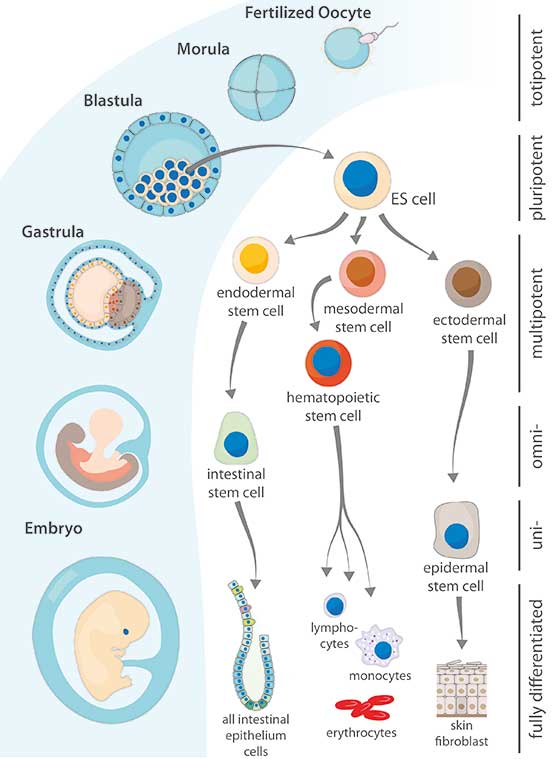 Fertilized Oocyte
Morula
Blastula
totipotent
ES cell
pluripotent
Gastrula
endodermal
stem cell
mesodermal
stem cell
ectodermal
stem cell
multipotent
hematopoietic
stem cell
intestinal
stem cell
omni-
Embryo
epidermal
stem cell
uni-
lympho-
cytes
monocytes
all intestinal
epithelium
cells
erythrocytes
skin
fibroblast
fully differentiated